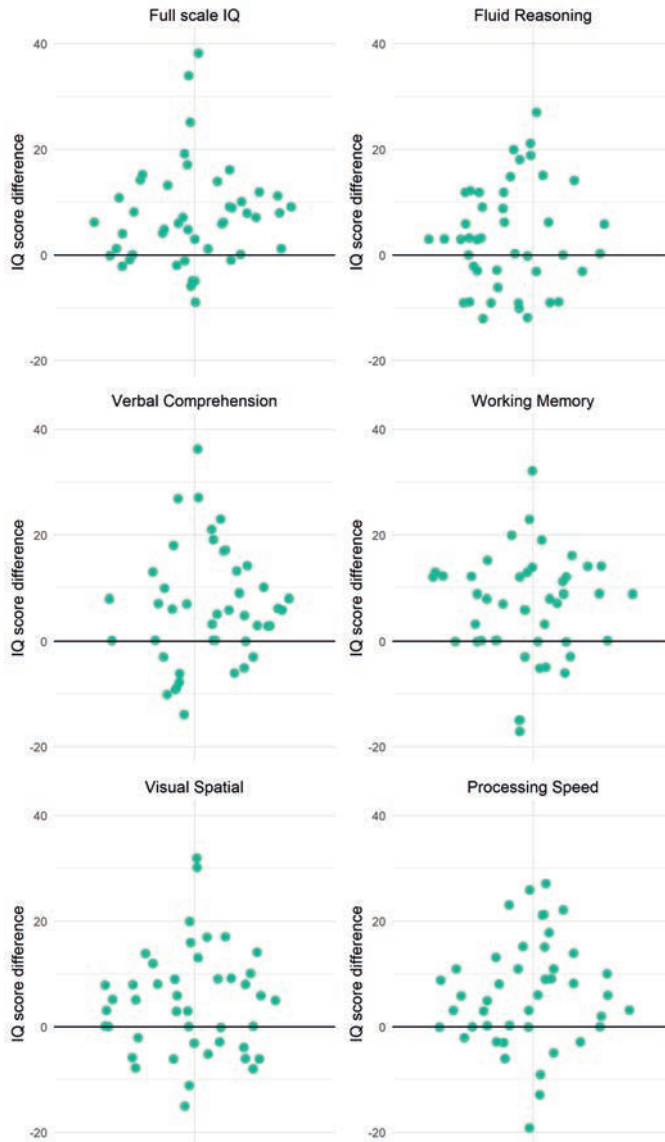 Full scale IQ
40
20
0
-20
IQ score difference
Fluid Reasoning
40
20
0
-20
IQ score difference
Verbal Comprehension
40
20
0
-20
IQ score difference
Working Memory
40
20
0
-20
IQ score difference
Visual Spatial
40
20
0
-20
IQ score difference
Processing Speed
40
20
0
-20
IQ score difference